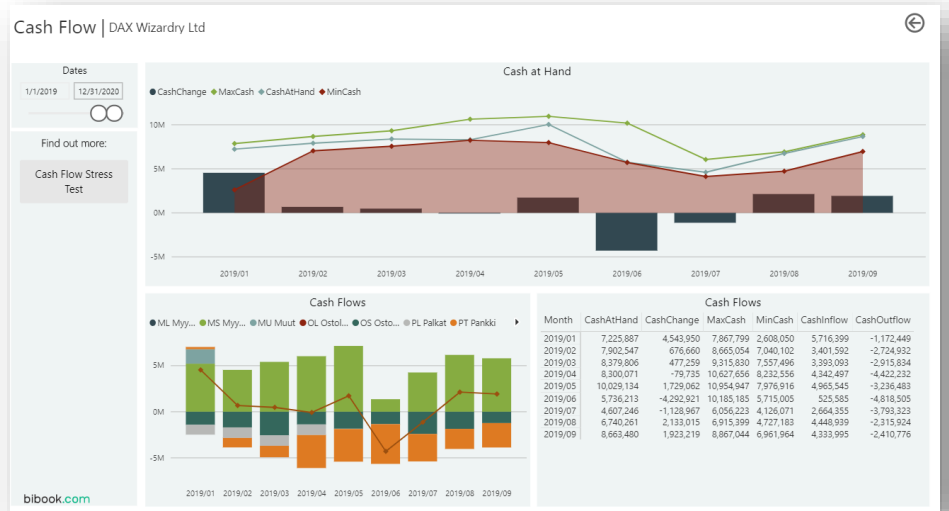 Cash Flow | DAX Wizardry Ltd
Dates
1/1/2019 12/31/2020
Find out more:
Cash Flow Stress
Test
Cash at Hand
CashChange MaxCash CashAtHand MinCash
10M
5M
0M
-5M
2019/01 2019/02 2019/03 2019/04 2019/05 2019/06 2019/07 2019/08 2019/09
Cash Flows
ML Myy... MS Myy... MU Muut OL Ostol... OS Osto... PL Palkat PT Pankki
5M
0M
-5M
2019/01 2019/02 2019/03 2019/04 2019/05 2019/06 2019/07 2019/08 2019/09
Cash Flows
Month CashAtHand CashChange MaxCash MinCash CashInflow CashOutflow
2019/01 7,225,887 4,543,950 7,867,799 2,608,050 5,716,399 -1,172,449
2019/02 7,902,547 676,660 8,665,054 7,040,102 3,401,592 -2,724,932
2019/03 8,379,806 477,259 9,315,830 7,557,496 3,393,093 -2,915,834
2019/04 8,300,071 -79,735 10,627,656 8,232,556 4,342,497 -4,422,232
2019/05 10,029,134 1,729,062 10,954,947 7,976,916 4,965,545 -3,236,483
2019/06 5,736,213 -4,292,921 10,185,185 5,715,005 525,585 -4,818,505
2019/07 4,607,246 -1,128,967 6,056,223 4,126,071 2,664,355 -3,793,323
2019/08 6,740,261 2,133,015 6,915,399 4,727,183 4,448,939 -2,315,924
2019/09 8,663,480 1,923,219 8,867,044 6,961,964 4,333,995 -2,410,776
bibook.com